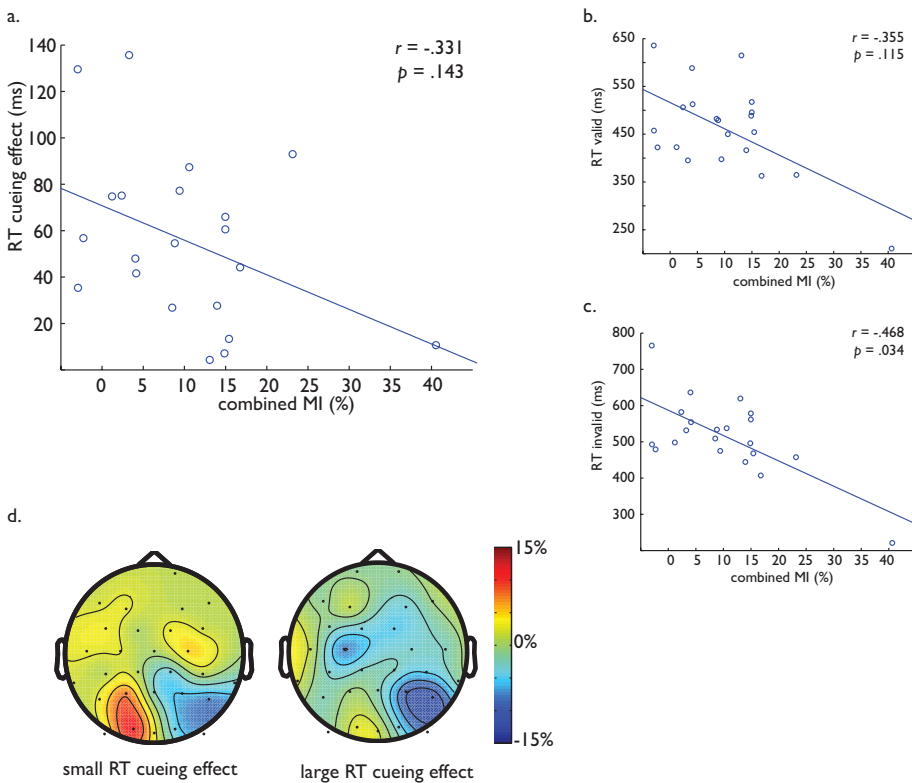 a.
r = -.331
p = .143
RT cueing effect (ms)
140
120
100
80
60
40
20
0 5 10 15 20 25 30 35 40
combined MI (%)
b.
r = -.355
p = .115
RT valid (ms)
650
550
450
350
250
0 5 10 15 20 25 30 35 40
combined MI (%)
c.
r = -.468
p = .034
RT invalid (ms)
800
700
600
500
400
300
0 5 10 15 20 25 30 35 40
combined MI (%)
d.
15%
0%
-15%
small RT cueing effect
large RT cueing effect